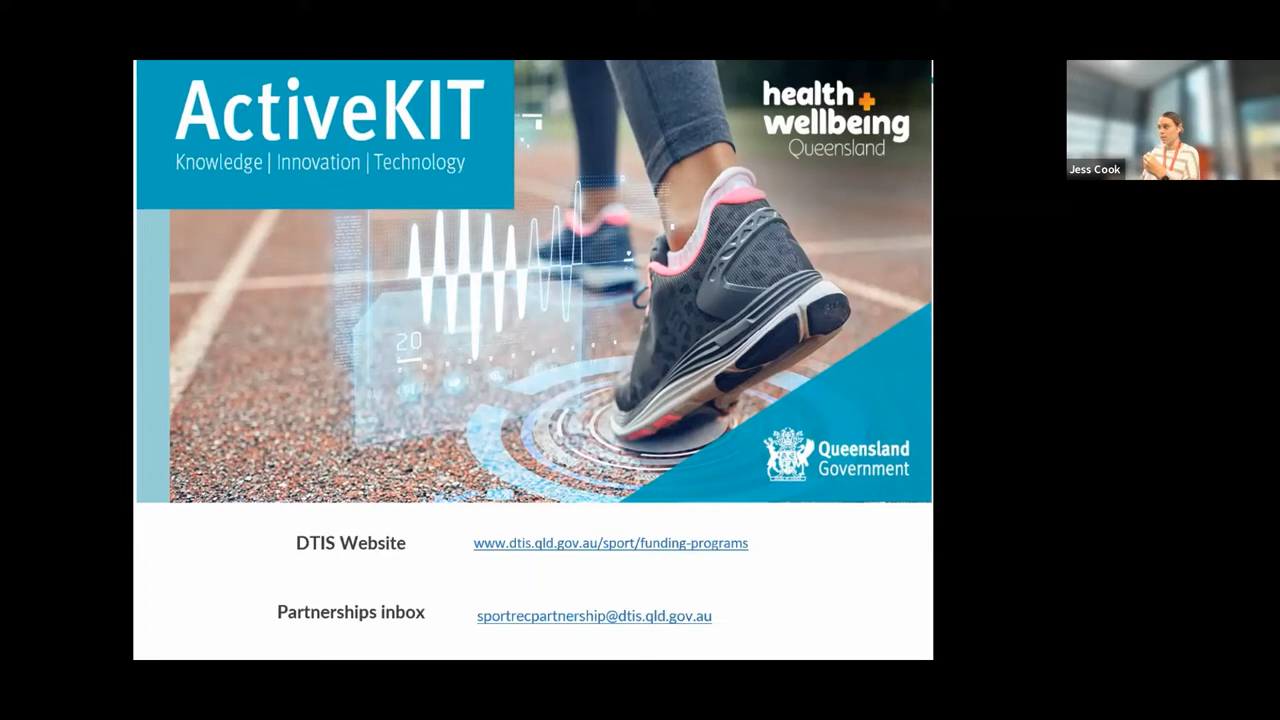 ActiveKIT
Knowledge | Innovation | Technology
health +
wellbeing
Queensland
Jess Cook
20
Queensland
Government
DTIS Website
www.dtis.qld.gov.au/sport/funding-programs
Partnerships inbox
sportrecpartnership@dtis.qld.gov.au